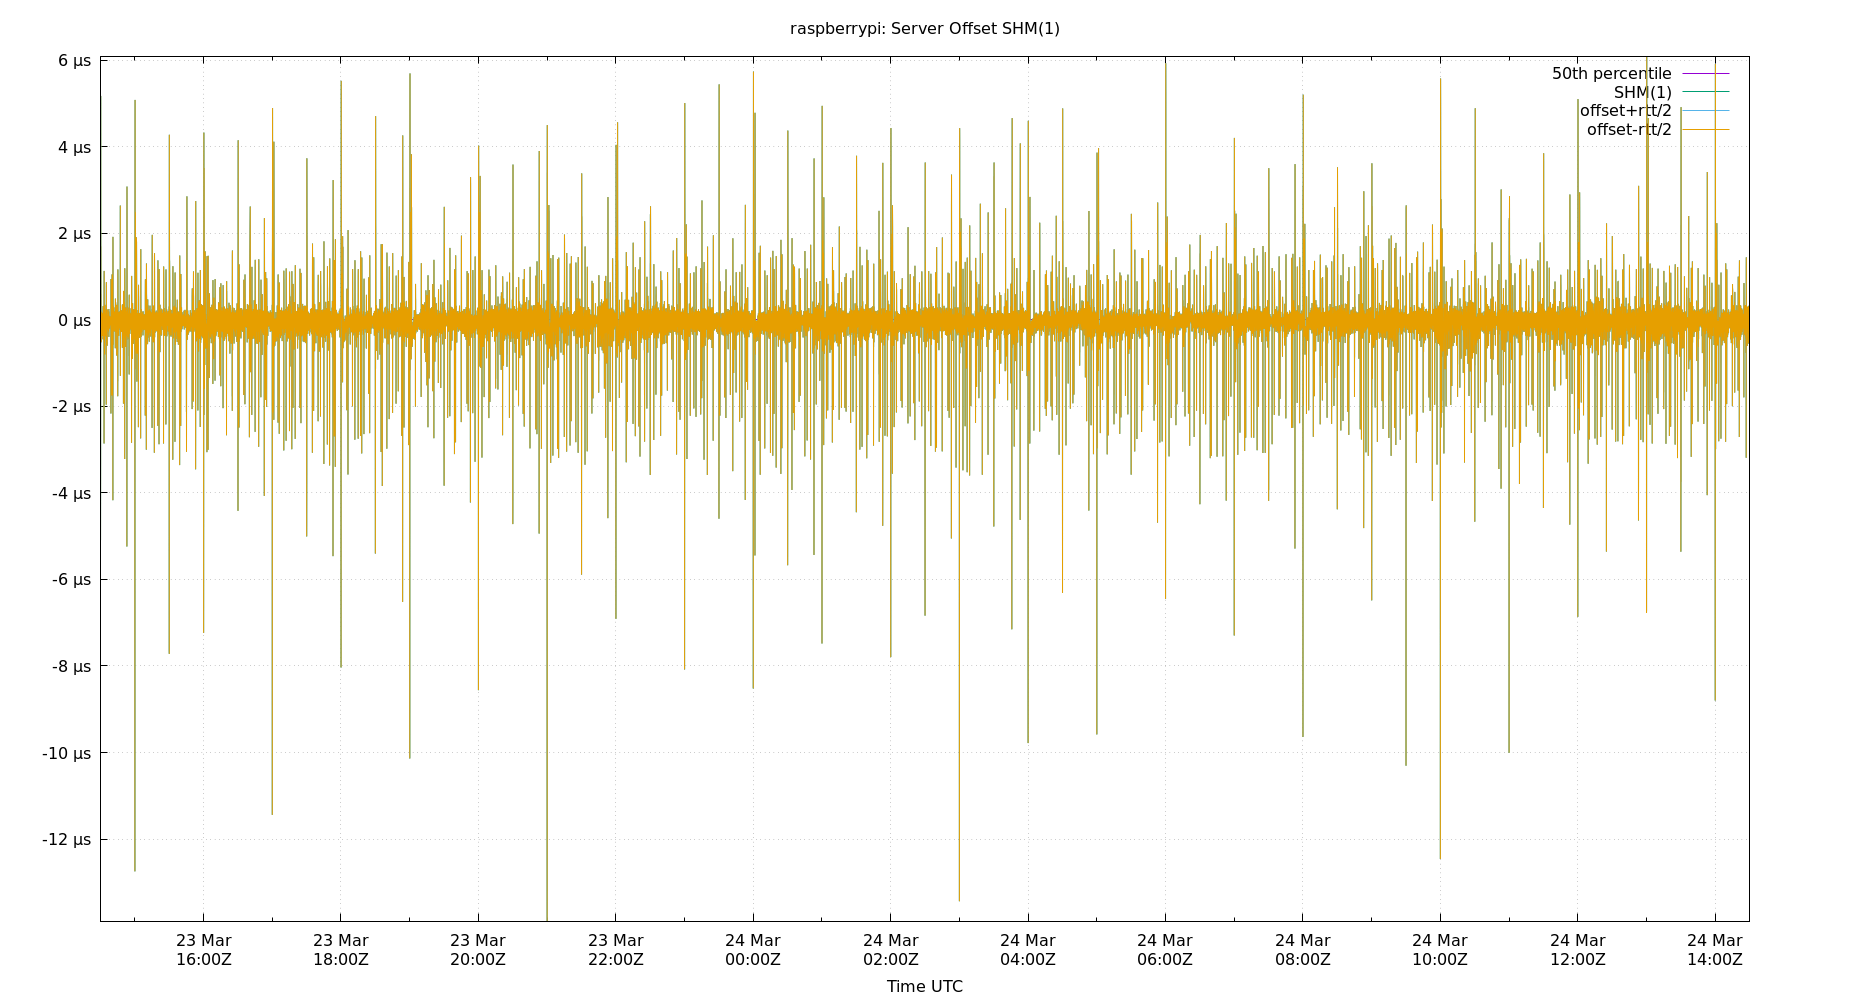 raspberrypi: Server Offset SHM(1)
6 µs
4 µs
2 µs
0 µs
-2 µs
-4 µs
-6 µs
-8 µs
-10 µs
-12 µs
50th percentile
SHM(1)
offset+rtt/2
offset-rtt/2
23 Mar 23 Mar 23 Mar 23 Mar 24 Mar 24 Mar 24 Mar 24 Mar 24 Mar 24 Mar 24 Mar 24 Mar
16:00Z 18:00Z 20:00Z 22:00Z 00:00Z 02:00Z 04:00Z 06:00Z 08:00Z 10:00Z 12:00Z 14:00Z
Time UTC